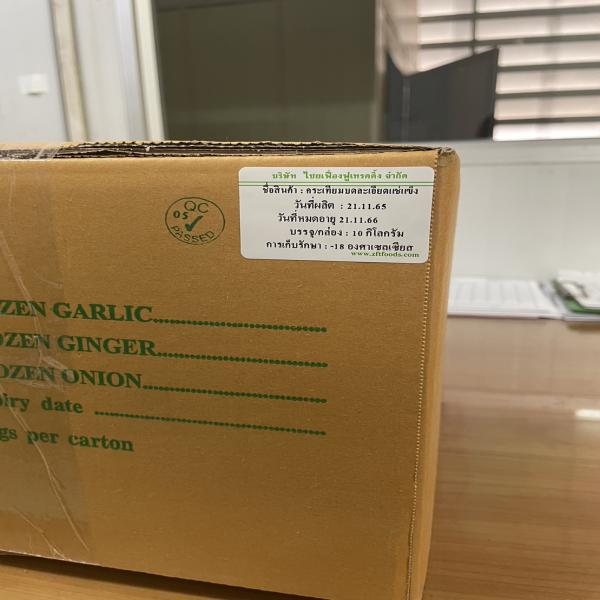 บริษัท ไชยเฟื่องฟูเทรดดิ้ง จำกัด
ชื่อสินค้า : กระเทียมบดละเอียดแช่แข็ง
วันที่ผลิต : 21.11.65
วันที่หมดอายุ 21.11.66
บรรจุ/กล่อง : 10 กิโลกรัม
การเก็บรักษา : -18 องศาเซลเซียส
www.zftfoods.com
QC
05
PASSED
ZEN GARLIC
OZEN GINGER
OZEN ONION
piry date
gs per carton